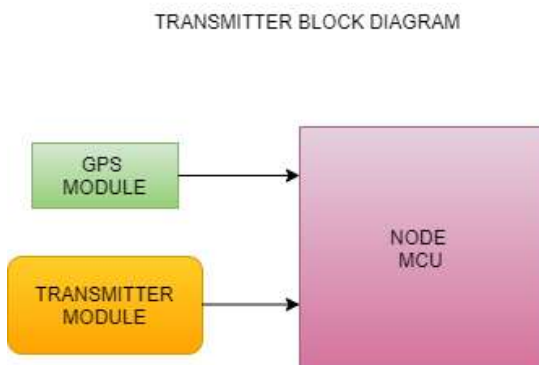 TRANSMITTER BLOCK DIAGRAM
GPS
MODULE
NODE
MCU
TRANSMITTER
MODULE